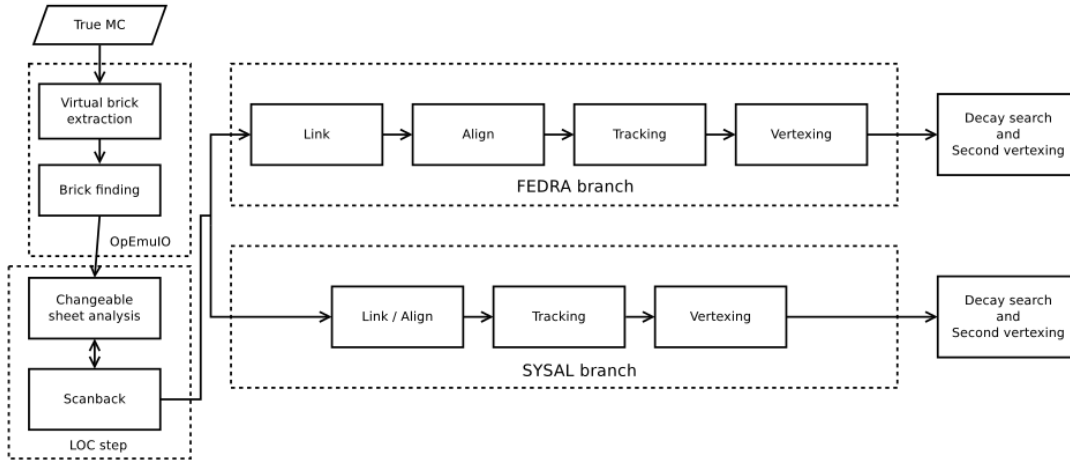 True MC
Virtual brick
extraction
Brick finding
OpEmuIO
Changeable
sheet analysis
Scanback
LOC step
Link
Align
Tracking
Vertexing
FEDRA branch
Decay search
and
Second vertexing
Link / Align
Tracking
Vertexing
SYSAL branch
Decay search
and
Second vertexing